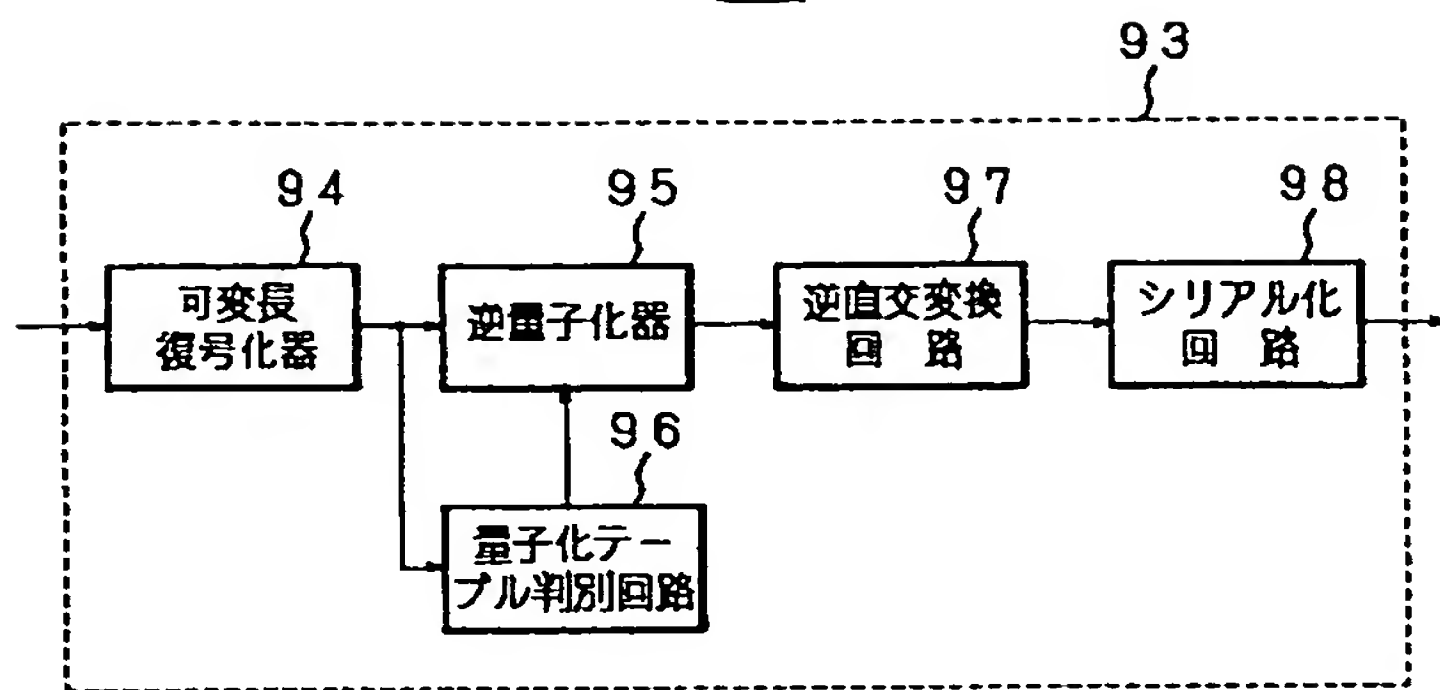 93
94
95
97
98
可変長
復号化器
逆量子化器
逆直交変換
回 路
シリアル化
回 路
96
量子化テー
ブル判別回路